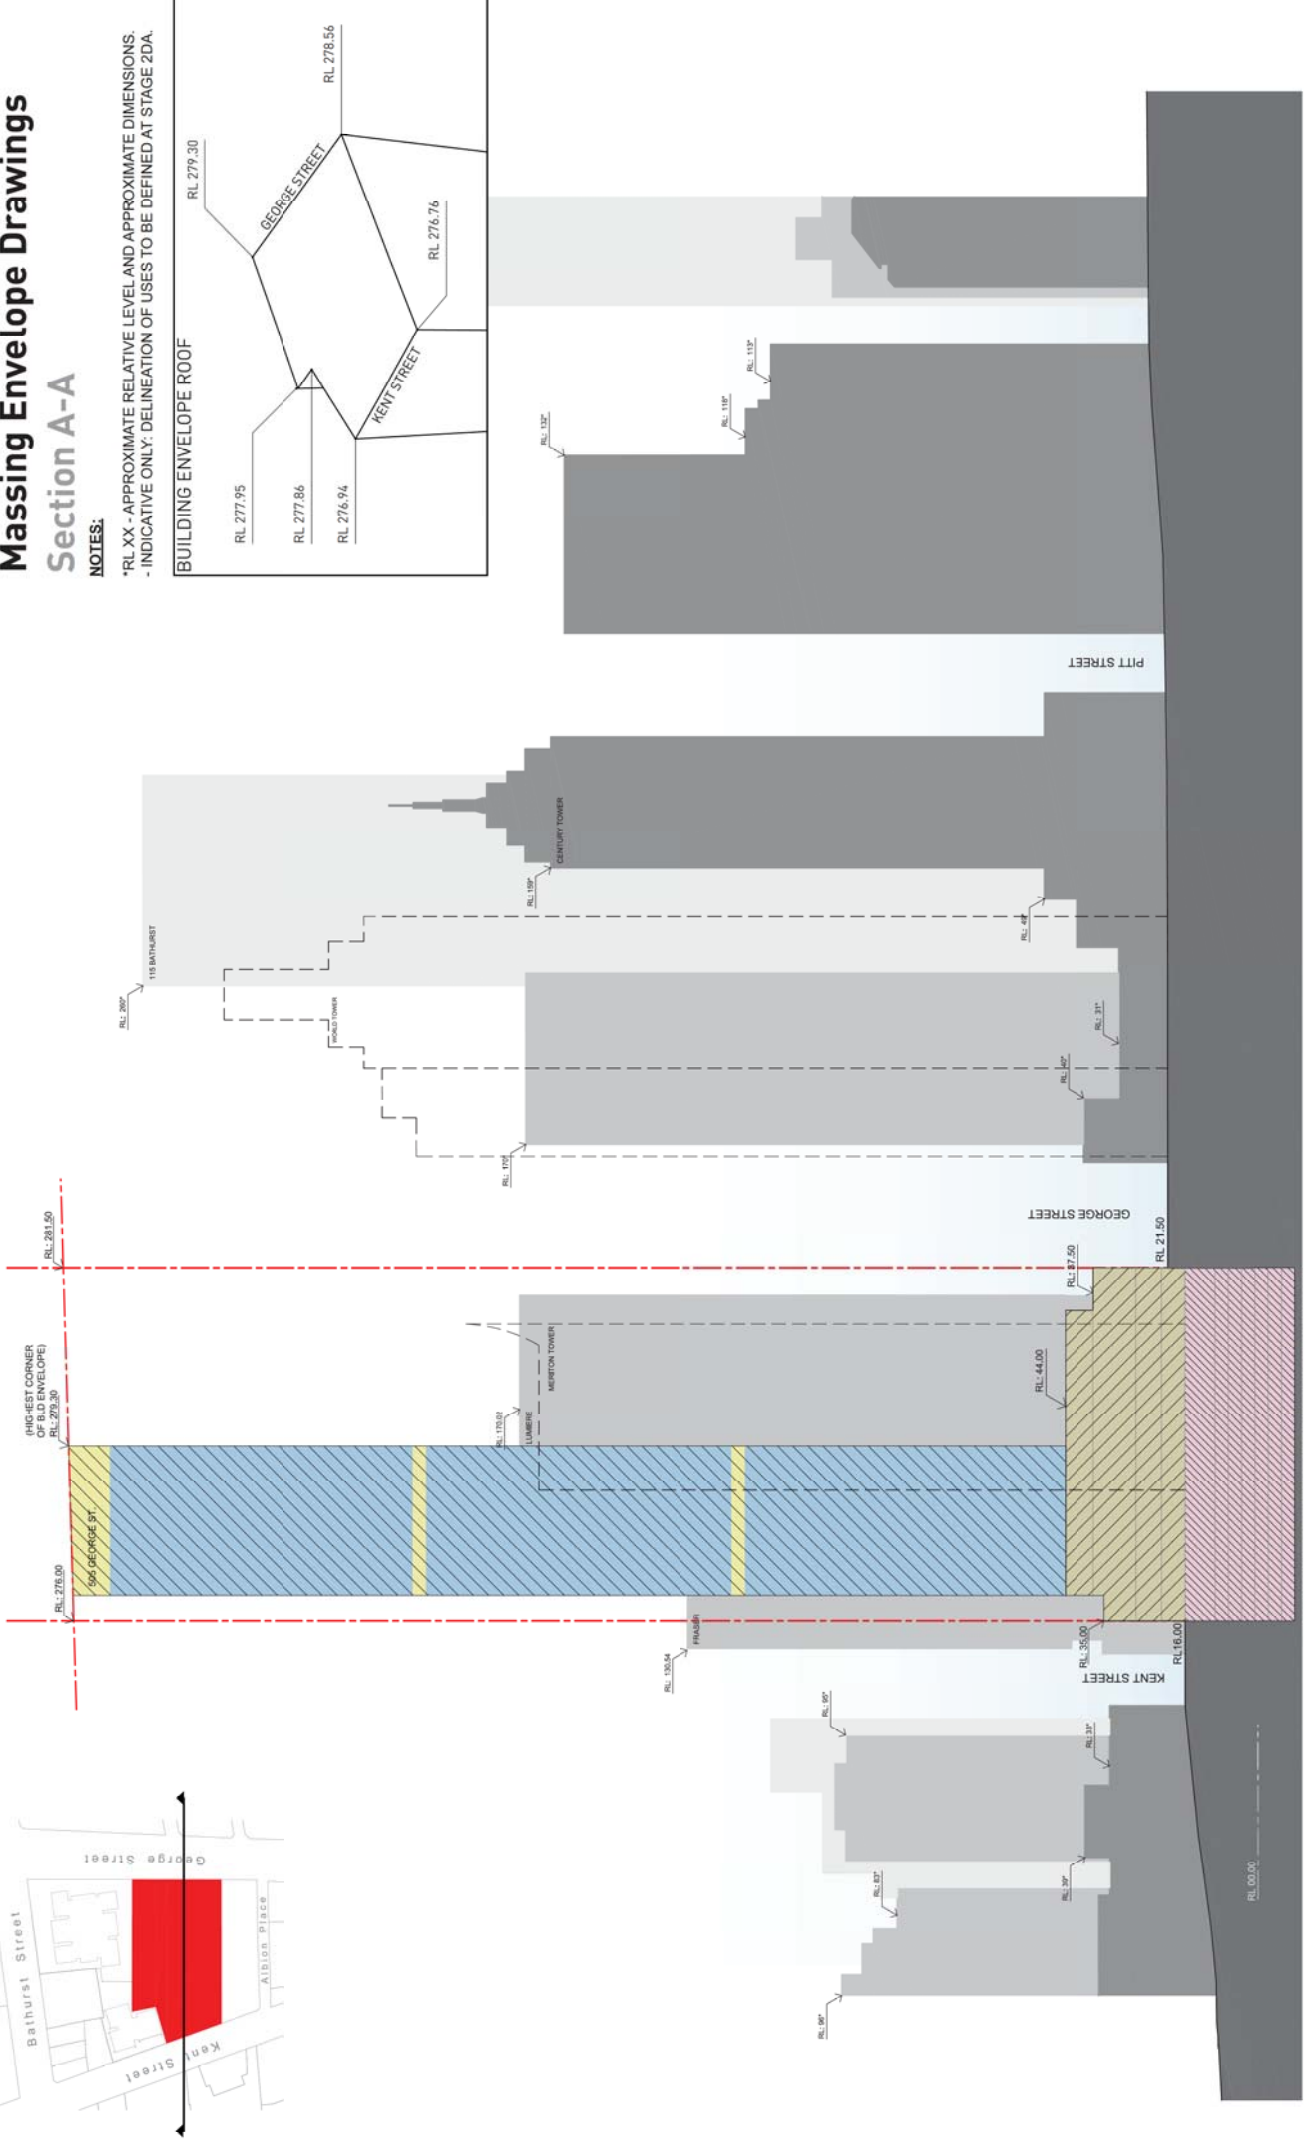 Massing Envelope Drawings
Section A-A
NOTES:
*RL XX - APPROXIMATE RELATIVE LEVEL AND APPROXIMATE DIMENSIONS.
- INDICATIVE ONLY: DELINEATION OF USES TO BE DEFINED AT STAGE 2DA.
BUILDING ENVELOPE ROOF
RL 279.30
GEORGE STREET
RL 278.56
RL 277.95
RL 277.86
RL 276.94
KENT STREET
RL 276.76
Bathurst Street
George Street
Kent Street
Albion Place
RL: 276.00
(HIGHEST CORNER
OF BLD ENVELOPE)
RL: 279.30
RL: 281.50
505 GEORGE ST.
RL: 260*
115 BATHURST
WORLD TOWER
RL: 170.0
LUMIERE
MERITON TOWER
RL: 170*
RL: 159*
CENTURY TOWER
RL: 132*
RL: 118*
RL: 113*
RL: 130.54
FRASER
RL: 96*
RL: 83*
RL: 95*
RL: 39*
RL: 33*
RL: 35.00
KENT STREET
RL16.00
RL: 44.00
RL: 37.50
GEORGE STREET
RL 21.50
RL: 40*
RL: 31*
RL: 49*
PITT STREET
RL 00.00